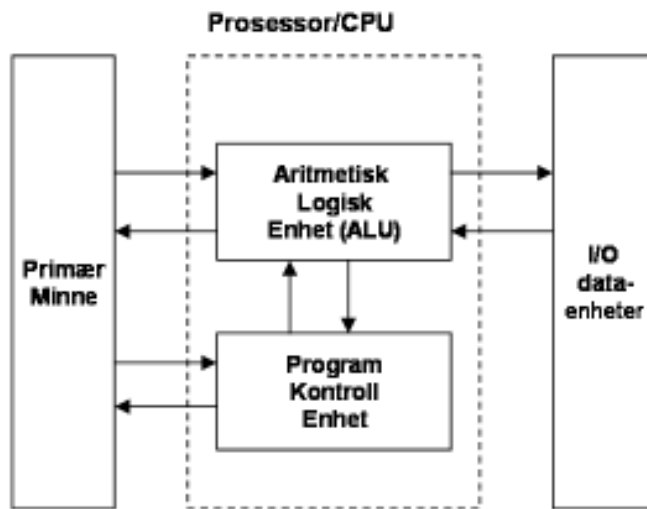 Prosessor/CPU
Primær
Minne
Aritmetisk
Logisk
Enhet (ALU)
Program
Kontroll
Enhet
I/O
data-
enheter